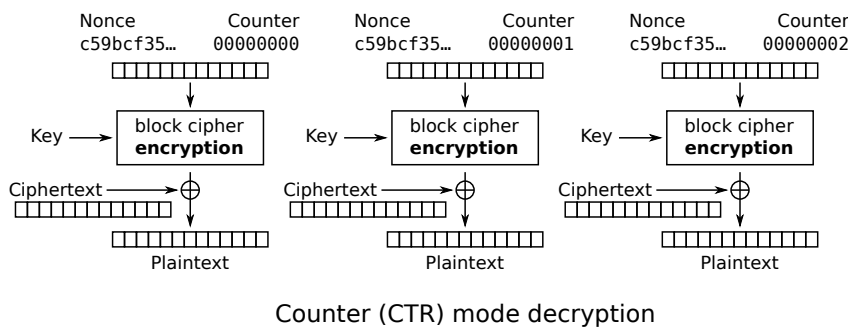 Nonce Counter Nonce Counter Nonce Counter
c59bcf35… 00000000 c59bcf35… 00000001 c59bcf35… 00000002
block cipher block cipher block cipher
Key encryption Key encryption Key encryption
Ciphertext Ciphertext Ciphertext
Plaintext Plaintext Plaintext
Counter (CTR) mode decryption